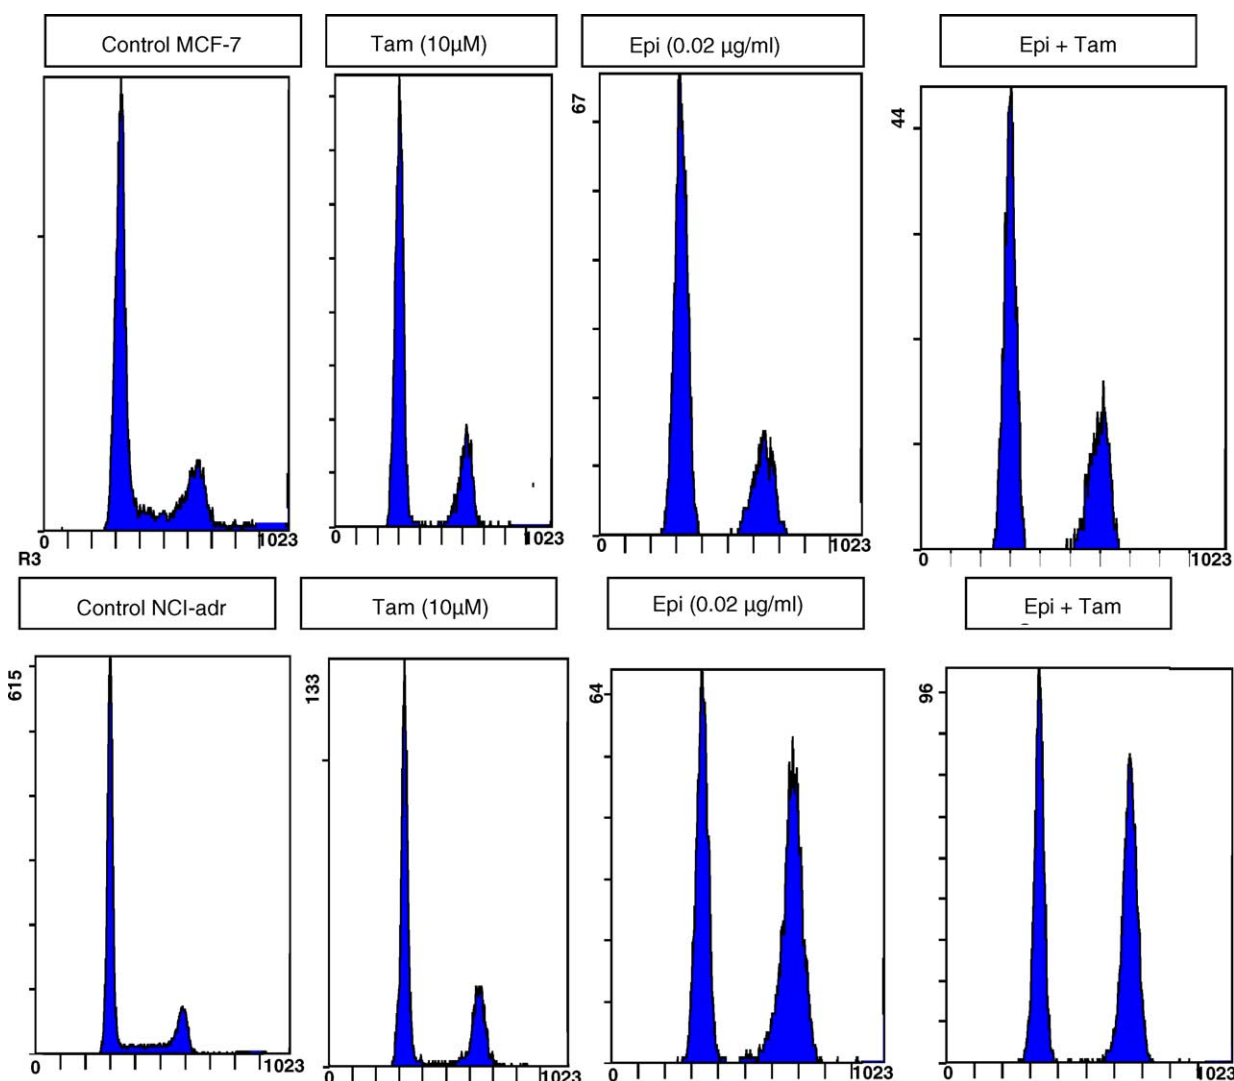 Control MCF-7
Tam (10µM)
Epi (0.02 µg/ml)
Epi + Tam
67
44
0
1023
0
1023
0
1023
0
1023
R3
Control NCI-adr
Tam (10µM)
Epi (0.02 µg/ml)
Epi + Tam
615
133
64
96
0
1023
0
1023
0
1023
0
1023